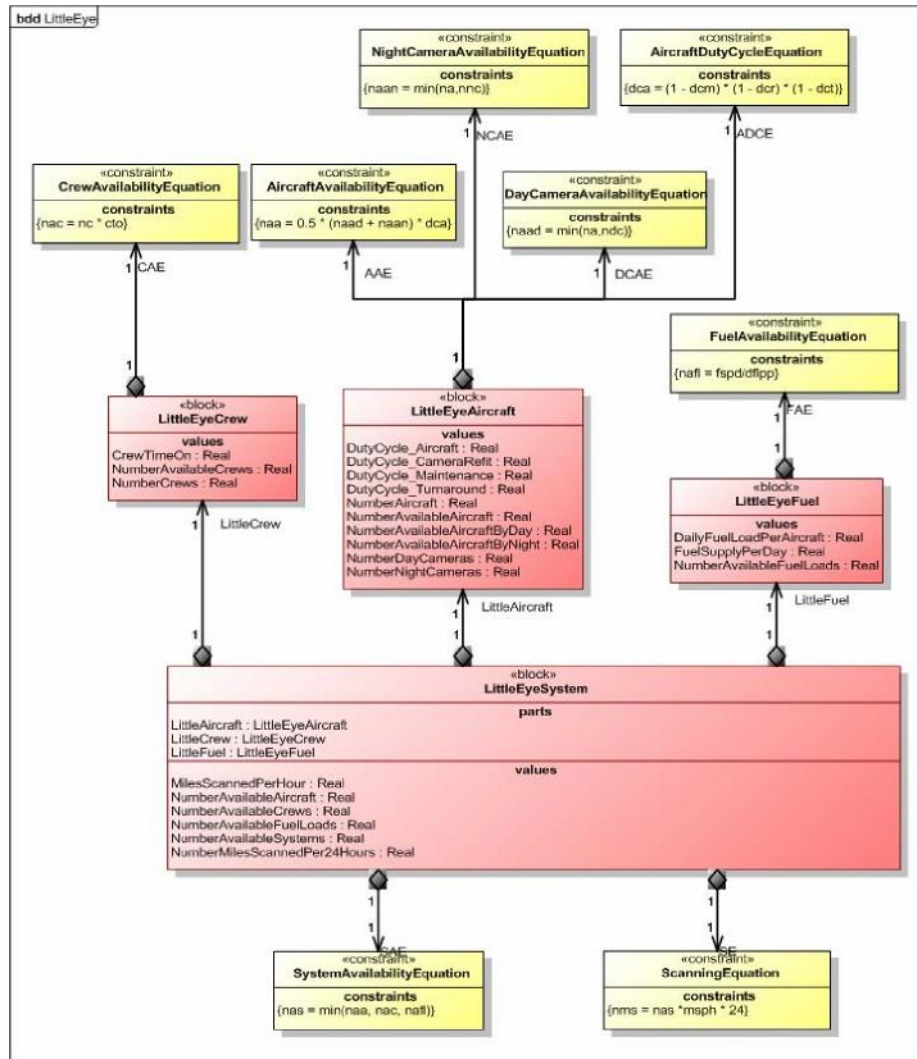 bdd LittleEye
«constraint»
NightCameraAvailabilityEquation
constraints
{naan = min(na,nnc)}
«constraint»
AircraftDutyCycleEquation
constraints
{dca = (1 - dcm) * (1 - dcr) * (1 - dct)}
1 NCAE
1 ADCE
«constraint»
CrewAvailabilityEquation
constraints
{nac = nc * cto}
«constraint»
AircraftAvailabilityEquation
constraints
{naa = 0.5 * (naad + naan) * dca}
«constraint»
DayCameraAvailabilityEquation
constraints
{naad = min(na,ndc)}
1 CAE
1 AAE
1 DCAE
«constraint»
FuelAvailabilityEquation
constraints
{nafl = fspd/dflpp}
1
1
1 FAE
1
«block»
LittleEyeCrew
values
CrewTimeOn : Real
NumberAvailableCrews : Real
NumberCrews : Real
«block»
LittleEyeAircraft
values
DutyCycle_Aircraft : Real
DutyCycle_CameraRefit : Real
DutyCycle_Maintenance : Real
DutyCycle_Turnaround : Real
NumberAircraft : Real
NumberAvailableAircraft : Real
NumberAvailableAircraftByDay : Real
NumberAvailableAircraftByNight : Real
NumberDayCameras : Real
NumberNightCameras : Real
«block»
LittleEyeFuel
values
DailyFuelLoadPerAircraft : Real
FuelSupplyPerDay : Real
NumberAvailableFuelLoads : Real
1 LittleCrew
1 LittleAircraft
1 LittleFuel
1
1
1
«block»
LittleEyeSystem
parts
LittleAircraft : LittleEyeAircraft
LittleCrew : LittleEyeCrew
LittleFuel : LittleEyeFuel
values
MilesScannedPerHour : Real
NumberAvailableAircraft : Real
NumberAvailableCrews : Real
NumberAvailableFuelLoads : Real
NumberAvailableSystems : Real
NumberMilesScannedPer24Hours : Real
1
1
1 SAE
1 SE
«constraint»
SystemAvailabilityEquation
constraints
{nas = min(naa, nac, nafl)}
«constraint»
ScanningEquation
constraints
{nms = nas *msph * 24}